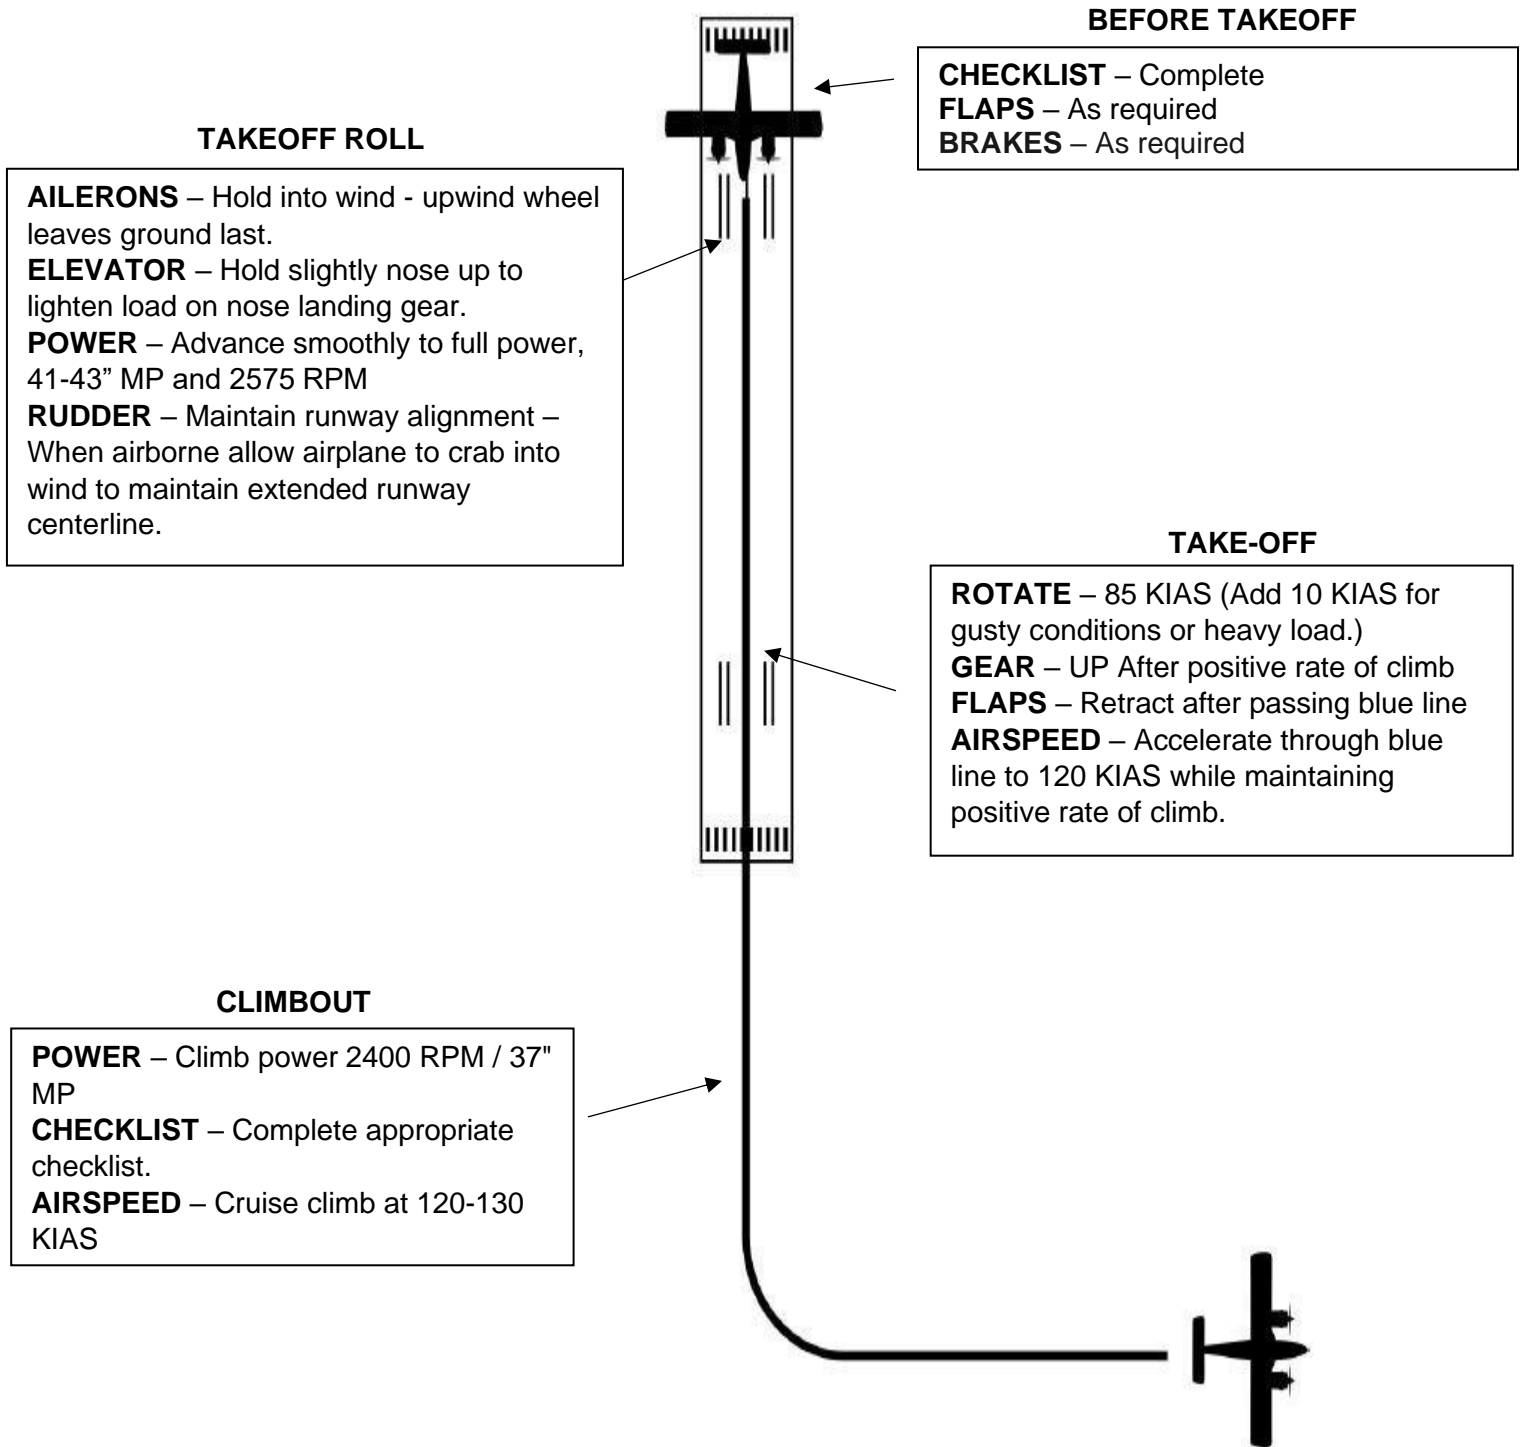 BEFORE TAKEOFF
CHECKLIST – Complete
FLAPS – As required
BRAKES – As required
TAKEOFF ROLL
AILERONS – Hold into wind - upwind wheel
leaves ground last.
ELEVATOR – Hold slightly nose up to
lighten load on nose landing gear.
POWER – Advance smoothly to full power,
41-43” MP and 2575 RPM
RUDDER – Maintain runway alignment –
When airborne allow airplane to crab into
wind to maintain extended runway
centerline.
TAKE-OFF
ROTATE – 85 KIAS (Add 10 KIAS for
gusty conditions or heavy load.)
GEAR – UP After positive rate of climb
FLAPS – Retract after passing blue line
AIRSPEED – Accelerate through blue
line to 120 KIAS while maintaining
positive rate of climb.
CLIMBOUT
POWER – Climb power 2400 RPM / 37"
MP
CHECKLIST – Complete appropriate
checklist.
AIRSPEED – Cruise climb at 120-130
KIAS